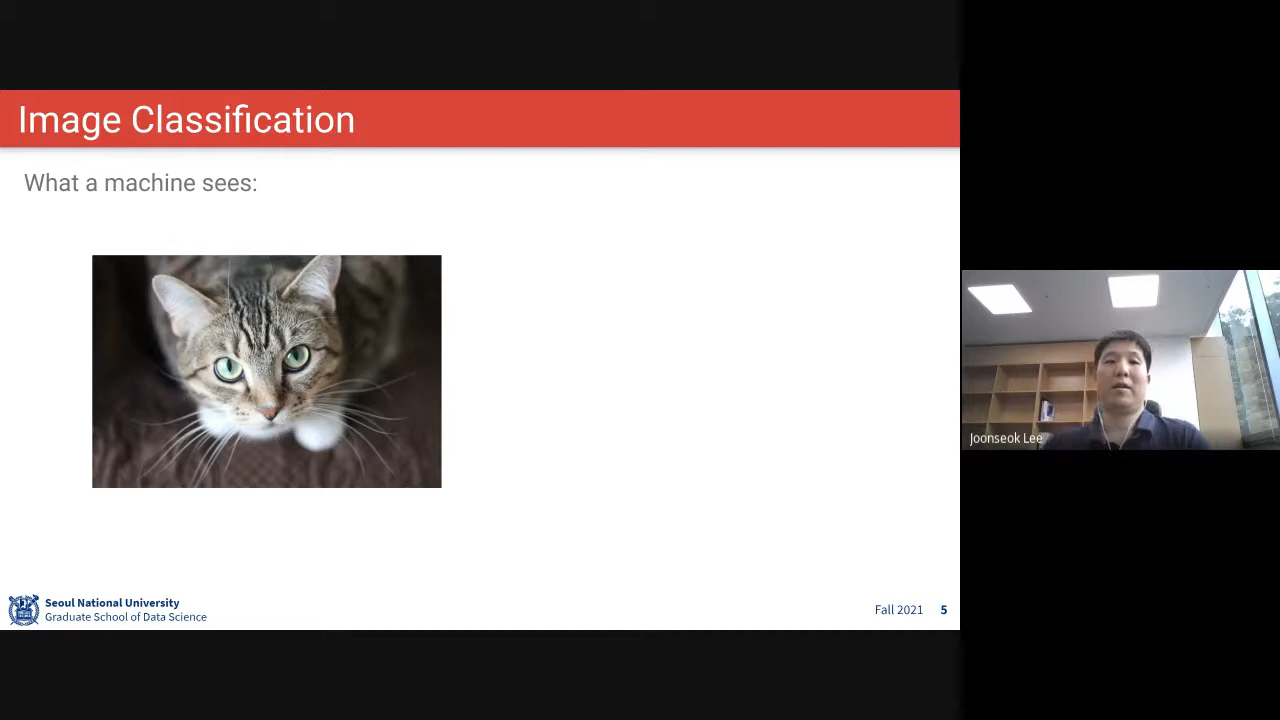 Image Classification
What a machine sees:
Joonseok Lee
Seoul National University
Graduate School of Data Science
Fall 2021 5